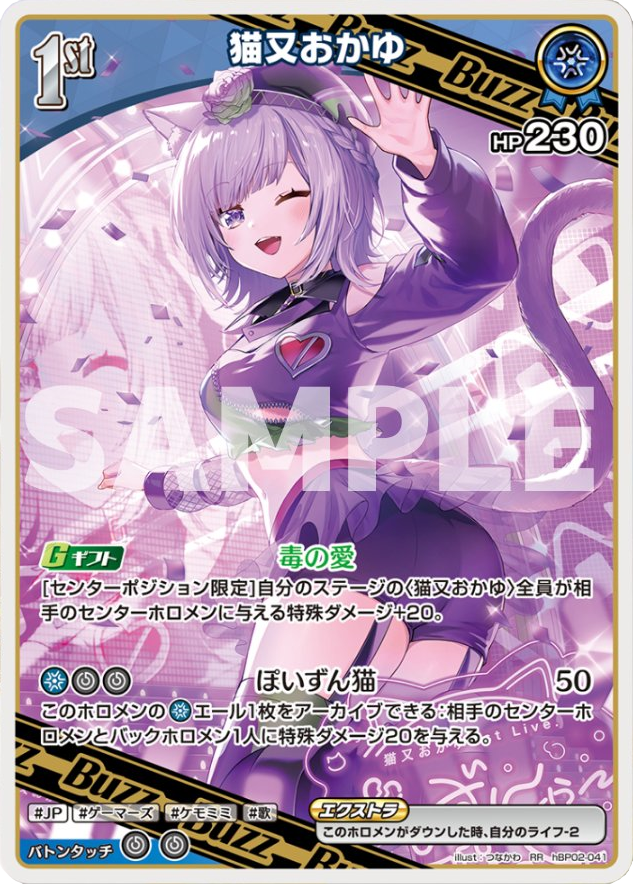 1st
猫又おかゆ
Buzz
Buzz
HP230
SAMPLE
Gギフト 毒の愛
[センターポジション限定]自分のステージの〈猫又おかゆ〉全員が相
手のセンターホロメンに与える特殊ダメージ+20。
ぽいずん猫 50
このホロメンの エール1枚をアーカイブできる:相手のセンターホ
ロメンとバックホロメン1人に特殊ダメージ20を与える。
Live.
猫又おか
Buzz
Buzz
#JP #ゲーマーズ #ケモミミ #歌
エクストラ
このホロメンがダウンした時、自分のライフ-2
バトンタッチ
illust:つなかわ RR hBP02-041